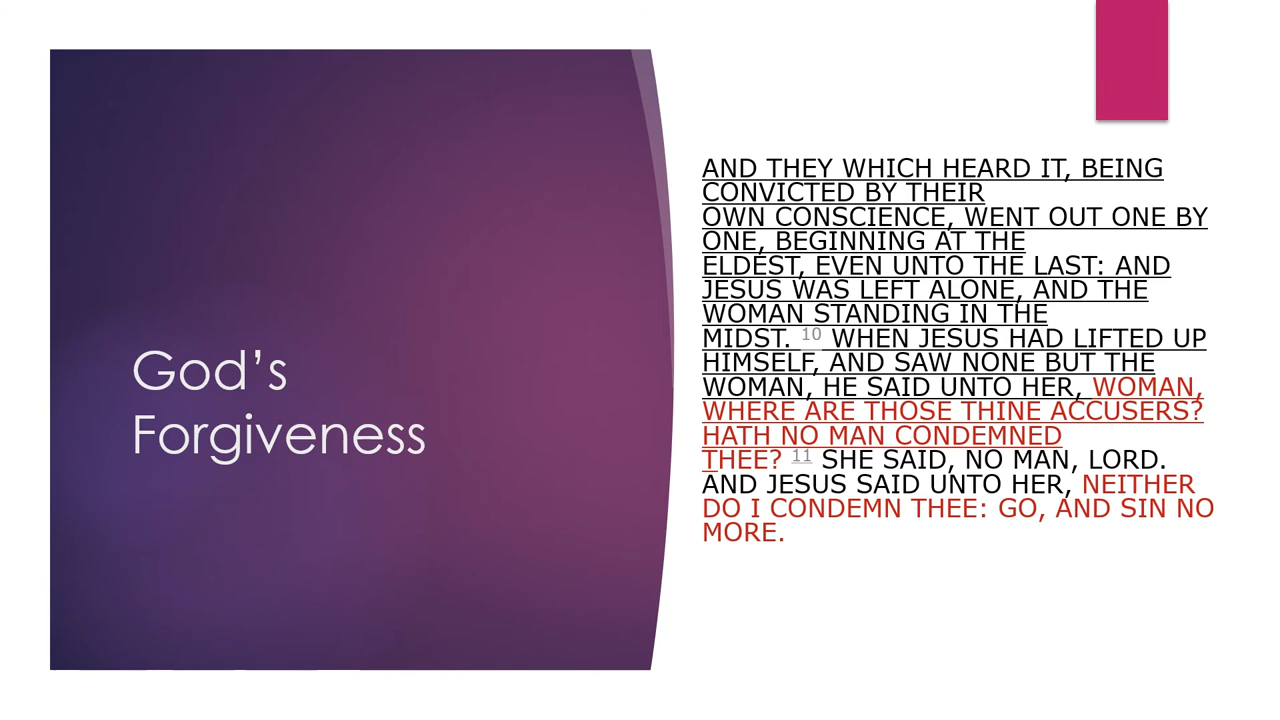 God’s
Forgiveness
AND THEY WHICH HEARD IT, BEING
CONVICTED BY THEIR
OWN CONSCIENCE, WENT OUT ONE BY
ONE, BEGINNING AT THE
ELDEST, EVEN UNTO THE LAST: AND
JESUS WAS LEFT ALONE, AND THE
WOMAN STANDING IN THE
MIDST. 10 WHEN JESUS HAD LIFTED UP
HIMSELF, AND SAW NONE BUT THE
WOMAN, HE SAID UNTO HER, WOMAN,
WHERE ARE THOSE THINE ACCUSERS?
HATH NO MAN CONDEMNED
THEE? 11 SHE SAID, NO MAN, LORD.
AND JESUS SAID UNTO HER, NEITHER
DO I CONDEMN THEE: GO, AND SIN NO
MORE.